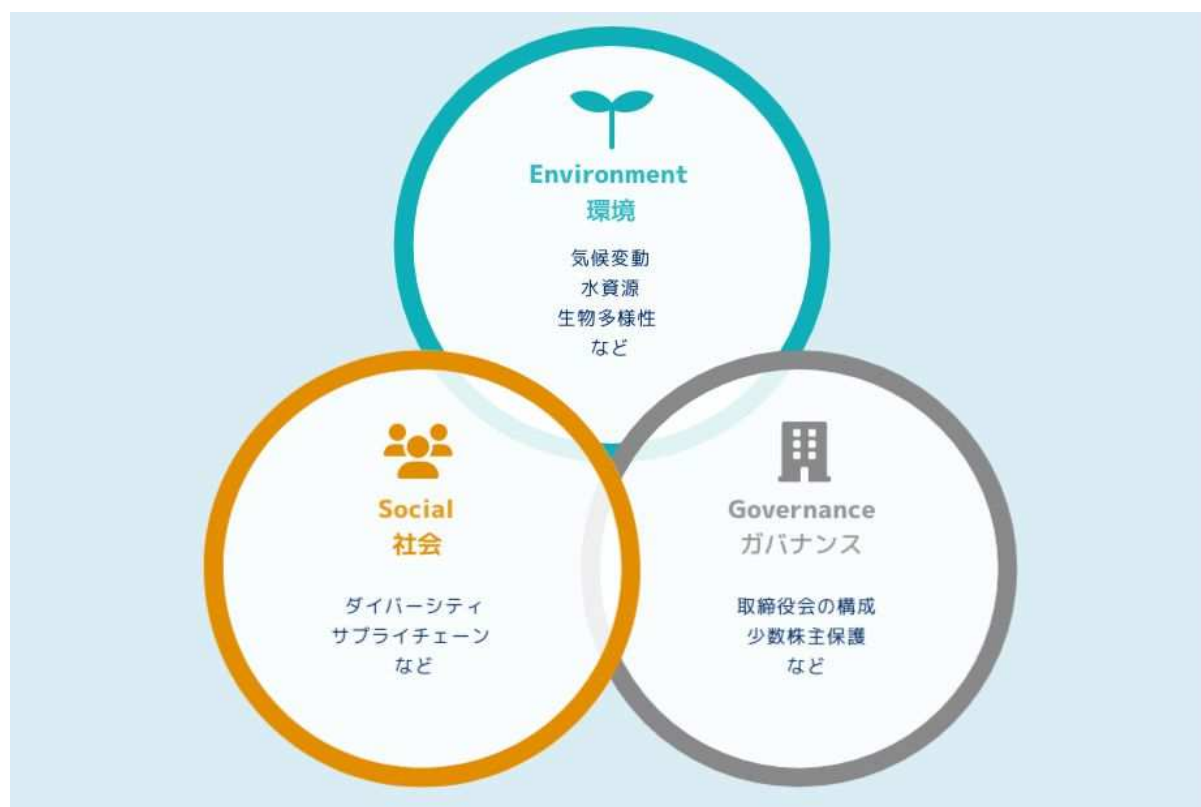 Environment
環境
気候変動
水資源
生物多様性
など
Social
社会
ダイバーシティ
サプライチェーン
など
Governance
ガバナンス
取締役会の構成
少数株主保護
など